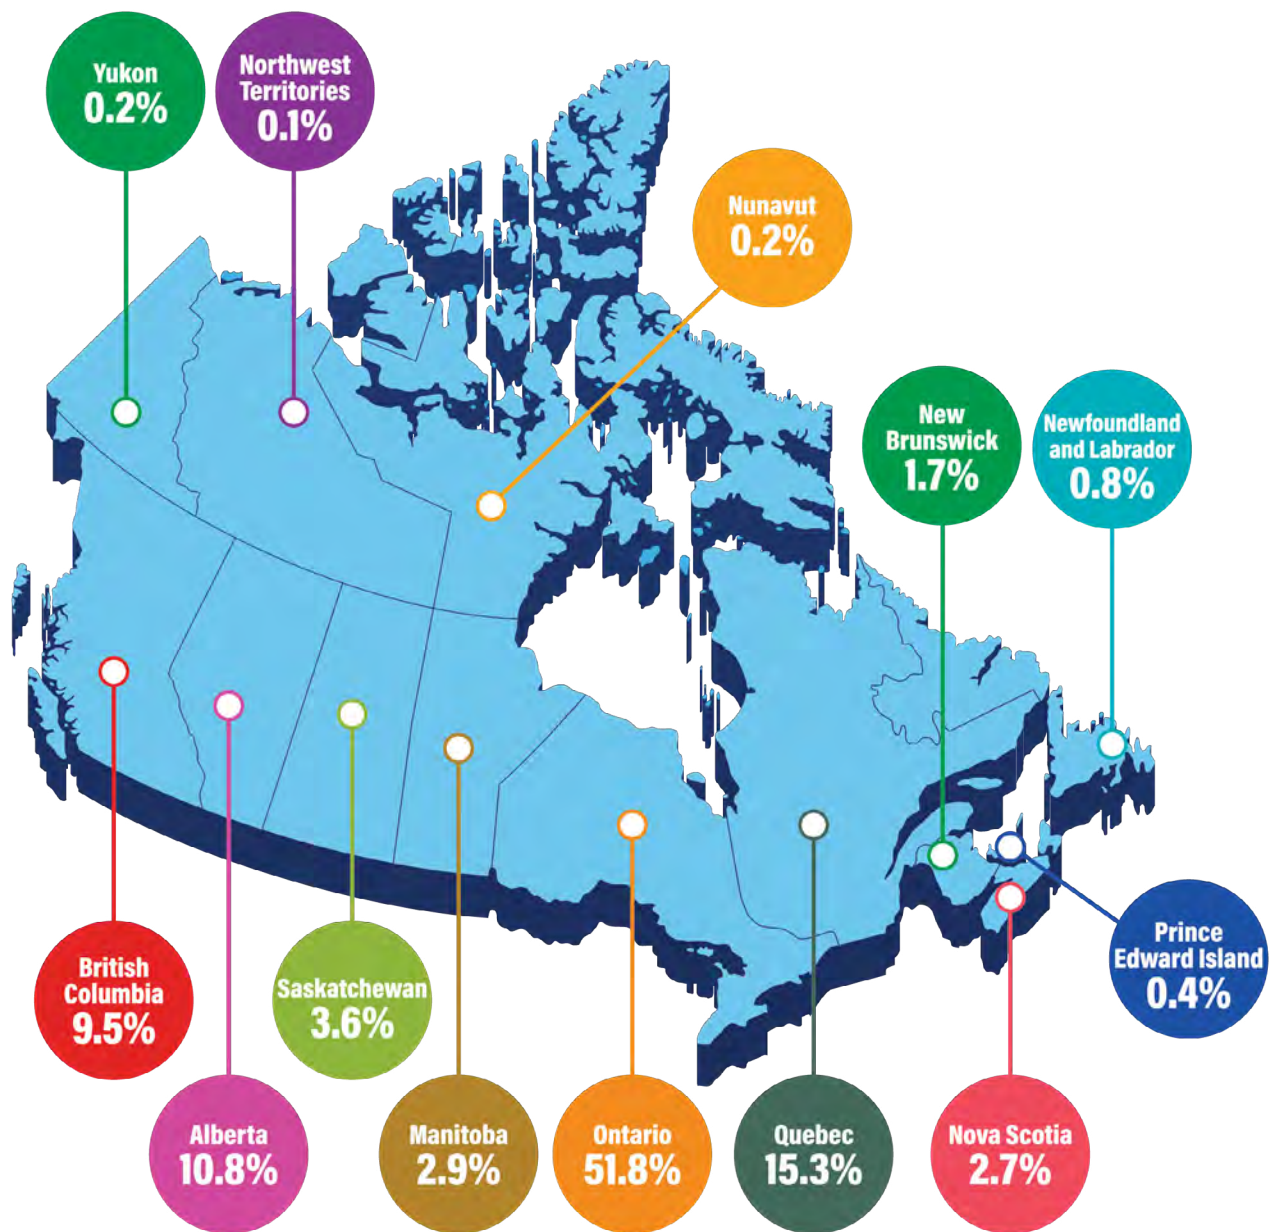 Yukon
0.2%
Northwest
Territories
0.1%
Nunavut
0.2%
New
Brunswick
1.7%
Newfoundland
and Labrador
0.8%
British
Columbia
9.5%
Saskatchewan
3.6%
Prince
Edward Island
0.4%
Alberta
10.8%
Manitoba
2.9%
Ontario
51.8%
Quebec
15.3%
Nova Scotia
2.7%